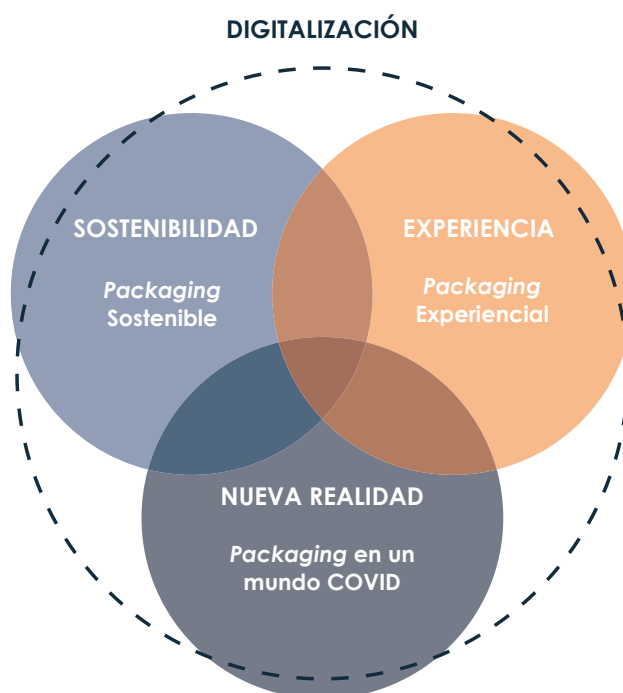 DIGITALIZACIÓN
SOSTENIBILIDAD
Packaging
Sostenible
EXPERIENCIA
Packaging
Experiencial
NUEVA REALIDAD
Packaging en un
mundo COVID